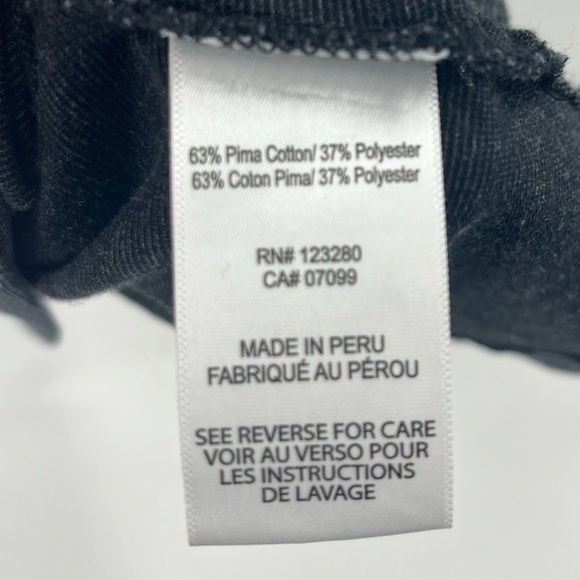 63% Pima Cotton/ 37% Polyester
63% Coton Pima/ 37% Polyester
RN# 123280
CA# 07099
MADE IN PERU
FABRIQUÉ AU PÉROU
SEE REVERSE FOR CARE
VOIR AU VERSO POUR
LES INSTRUCTIONS
DE LAVAGE